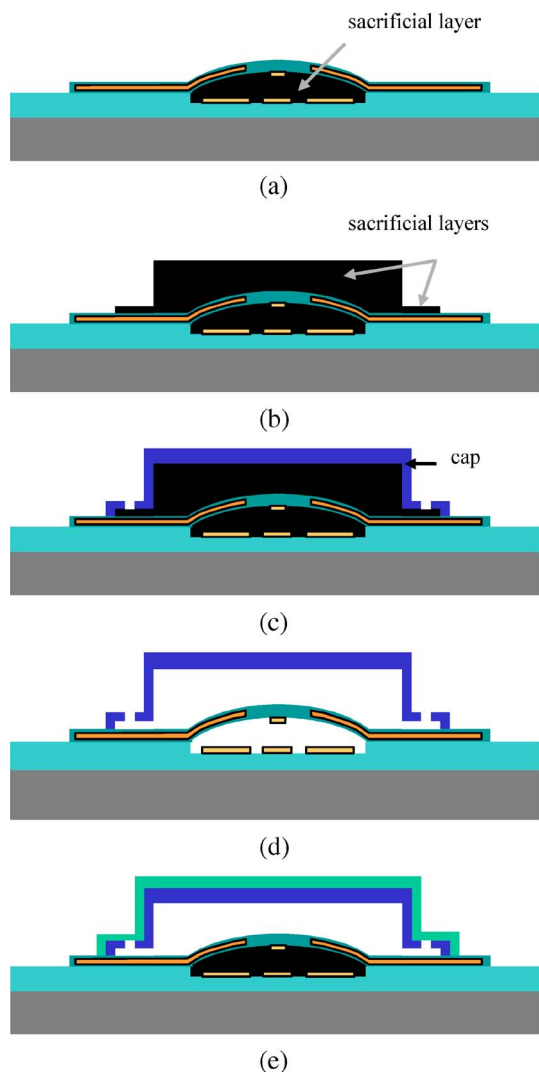 sacrificial layer
(a)
sacrificial layers
(b)
cap
(c)
(d)
(e)